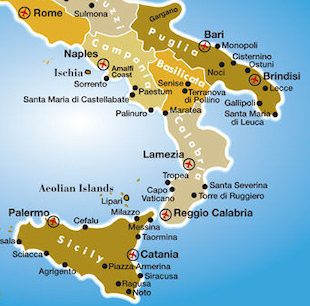 Rome
Sulmona
uzzi
Gargano
Puglia
Bari
Monopoli
Naples
Campania
Cisternino
Ostuni
Ischia
Amalfi
Coast
Basilicata
Noci
Brindisi
Sorrento
Senise
Lecce
Paestum
Terranova
di Pollino
Gallipoli
Santa Maria di Castellabate
Palinuro
Maratea
Santa Maria
di Leuca
Calabria
Lamezia
Tropea
Aeolian Islands
Capo
Vaticano
Santa Severina
Lipari
Torre di Ruggiero
Palermo
Milazzo
Reggio Calabria
Cefalu
Messina
Taormina
sala
Sicily
Sciacca
Catania
Agrigento
Piazza Amerina
Siracusa
Ragusa
Noto